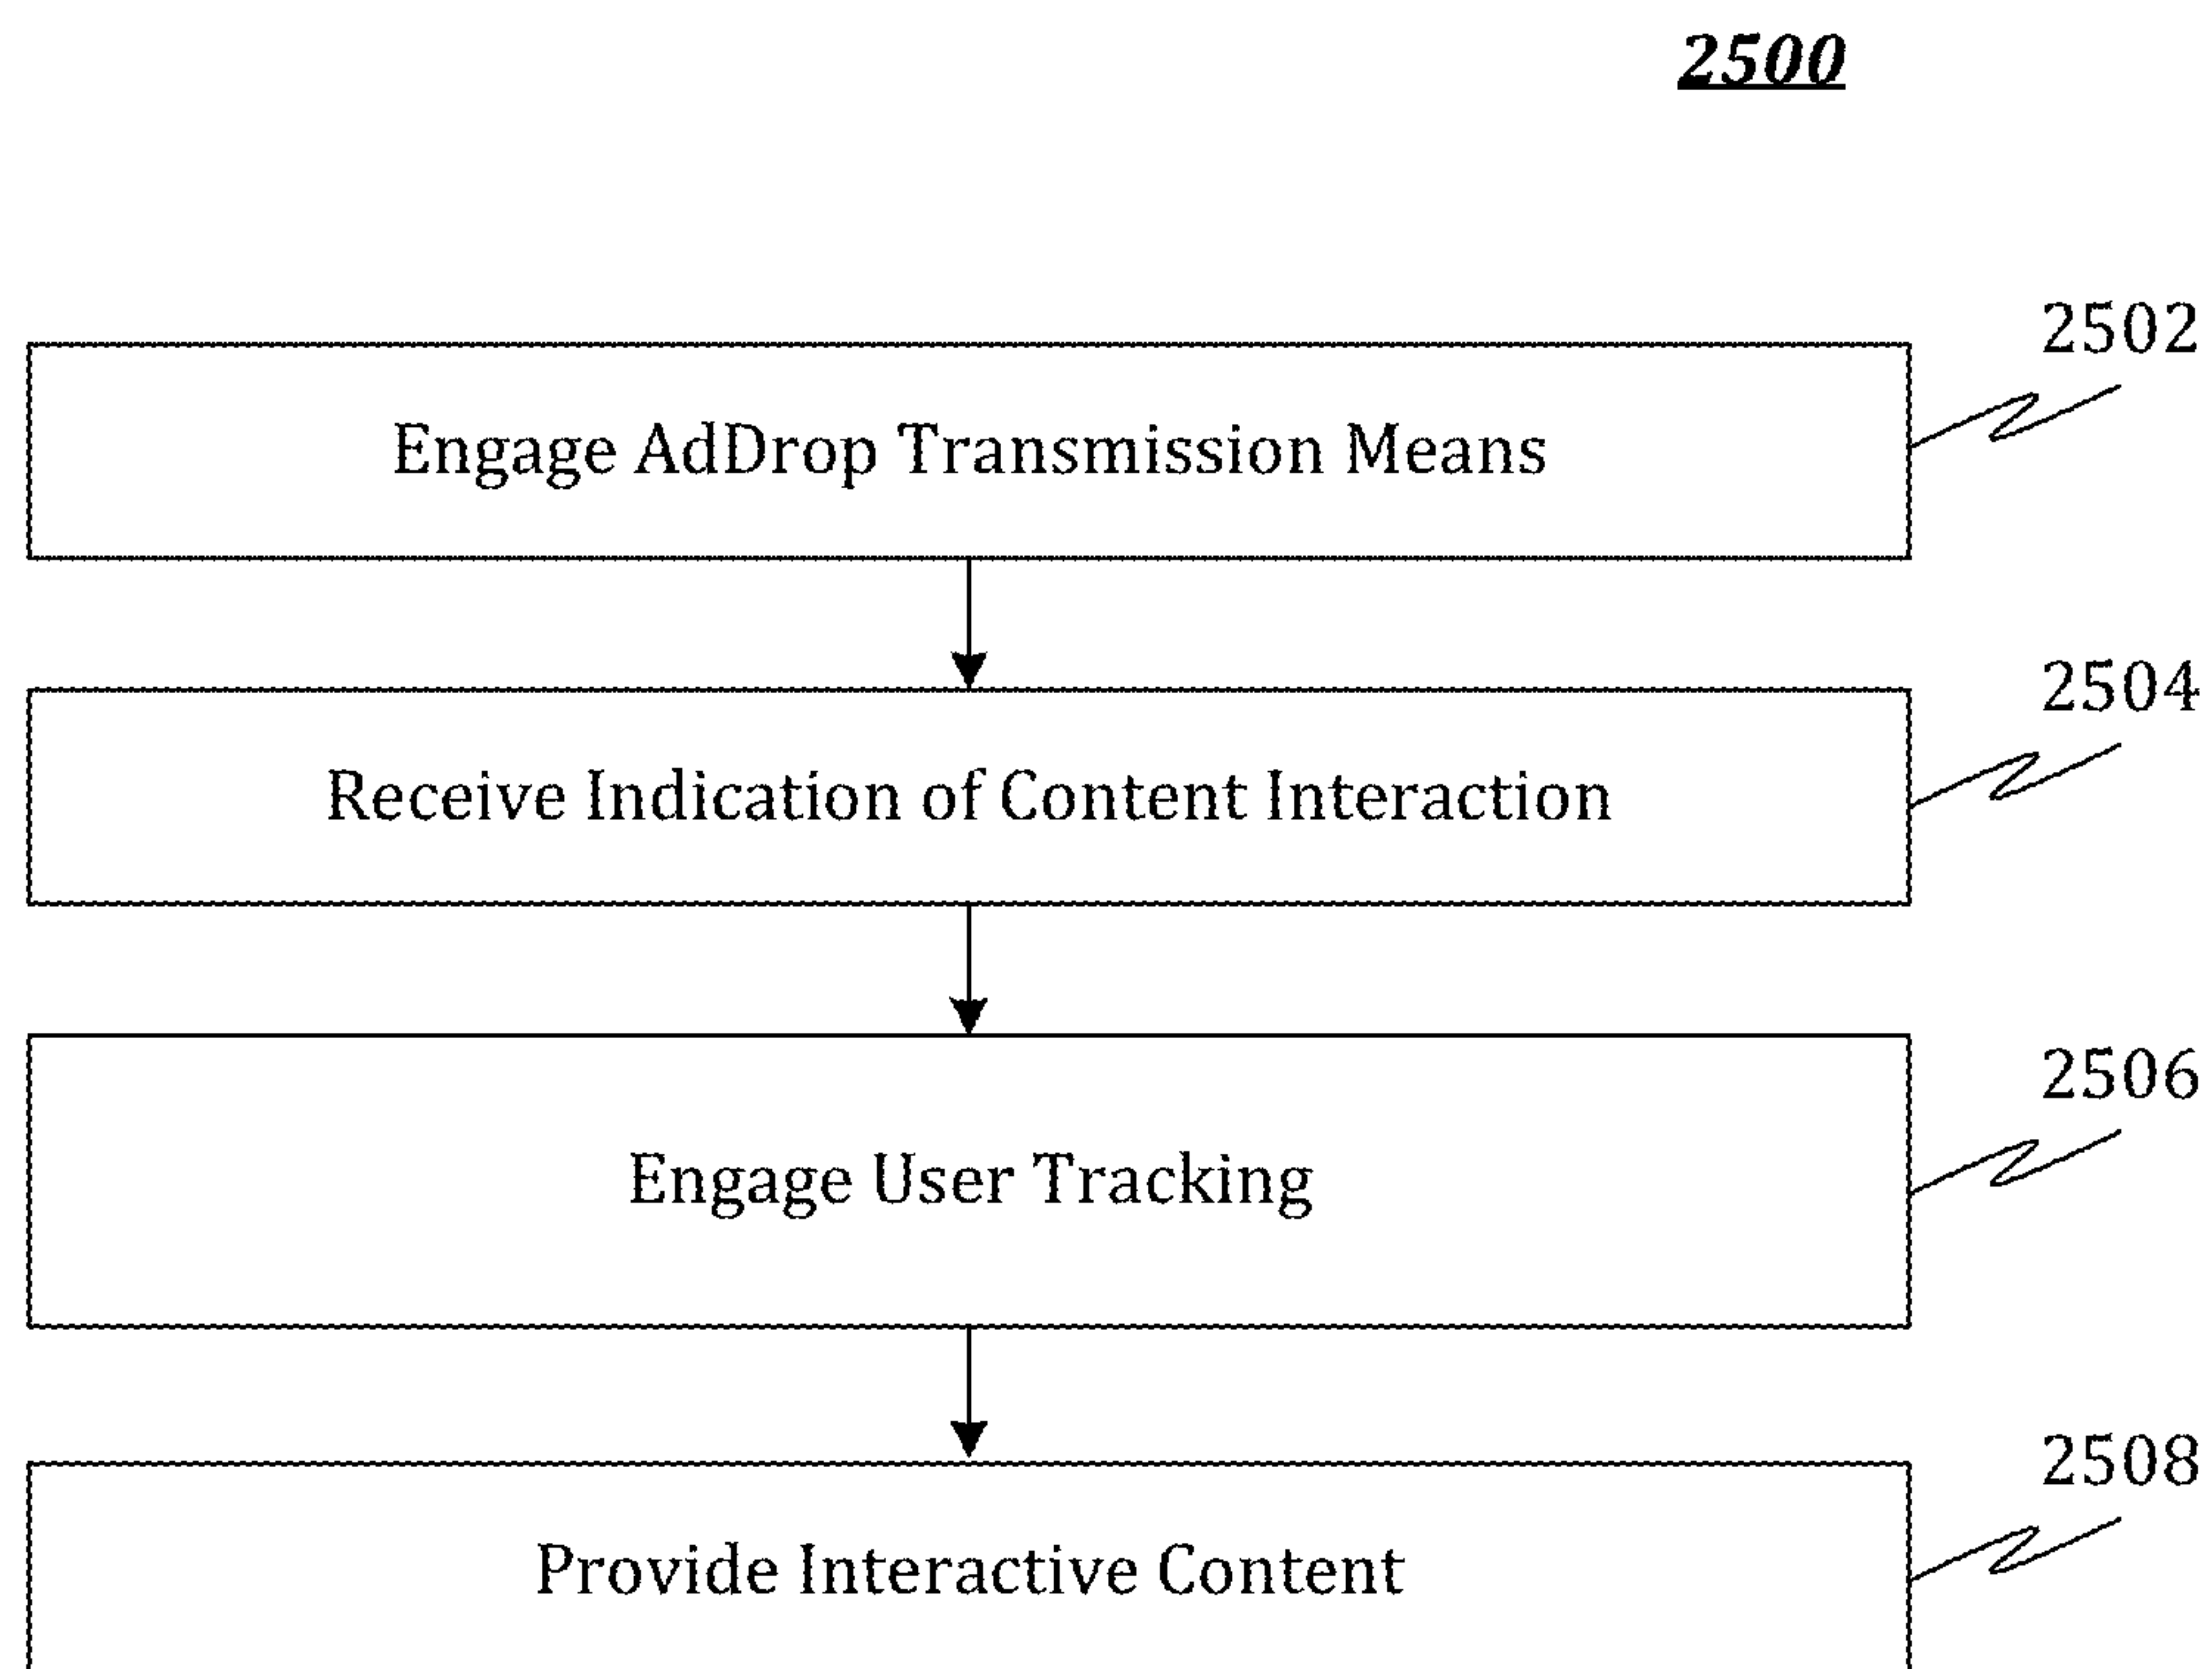 2500
2502
Engage AdDrop Transmission Means
2504
Receive Indication of Content Interaction
2506
Engage User Tracking
2508
Provide Interactive Content